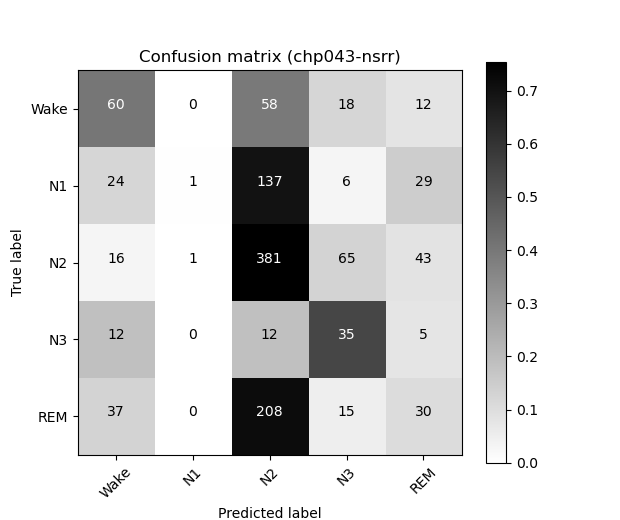 Confusion matrix (chp043-nsrr)
Wake 60 0 58 18 12
N1 24 1 137 6 29
N2 16 1 381 65 43
N3 12 0 12 35 5
REM 37 0 208 15 30
Wake N1 N2 N3 REM
True label
Predicted label
0.7
0.6
0.5
0.4
0.3
0.2
0.1
0.0